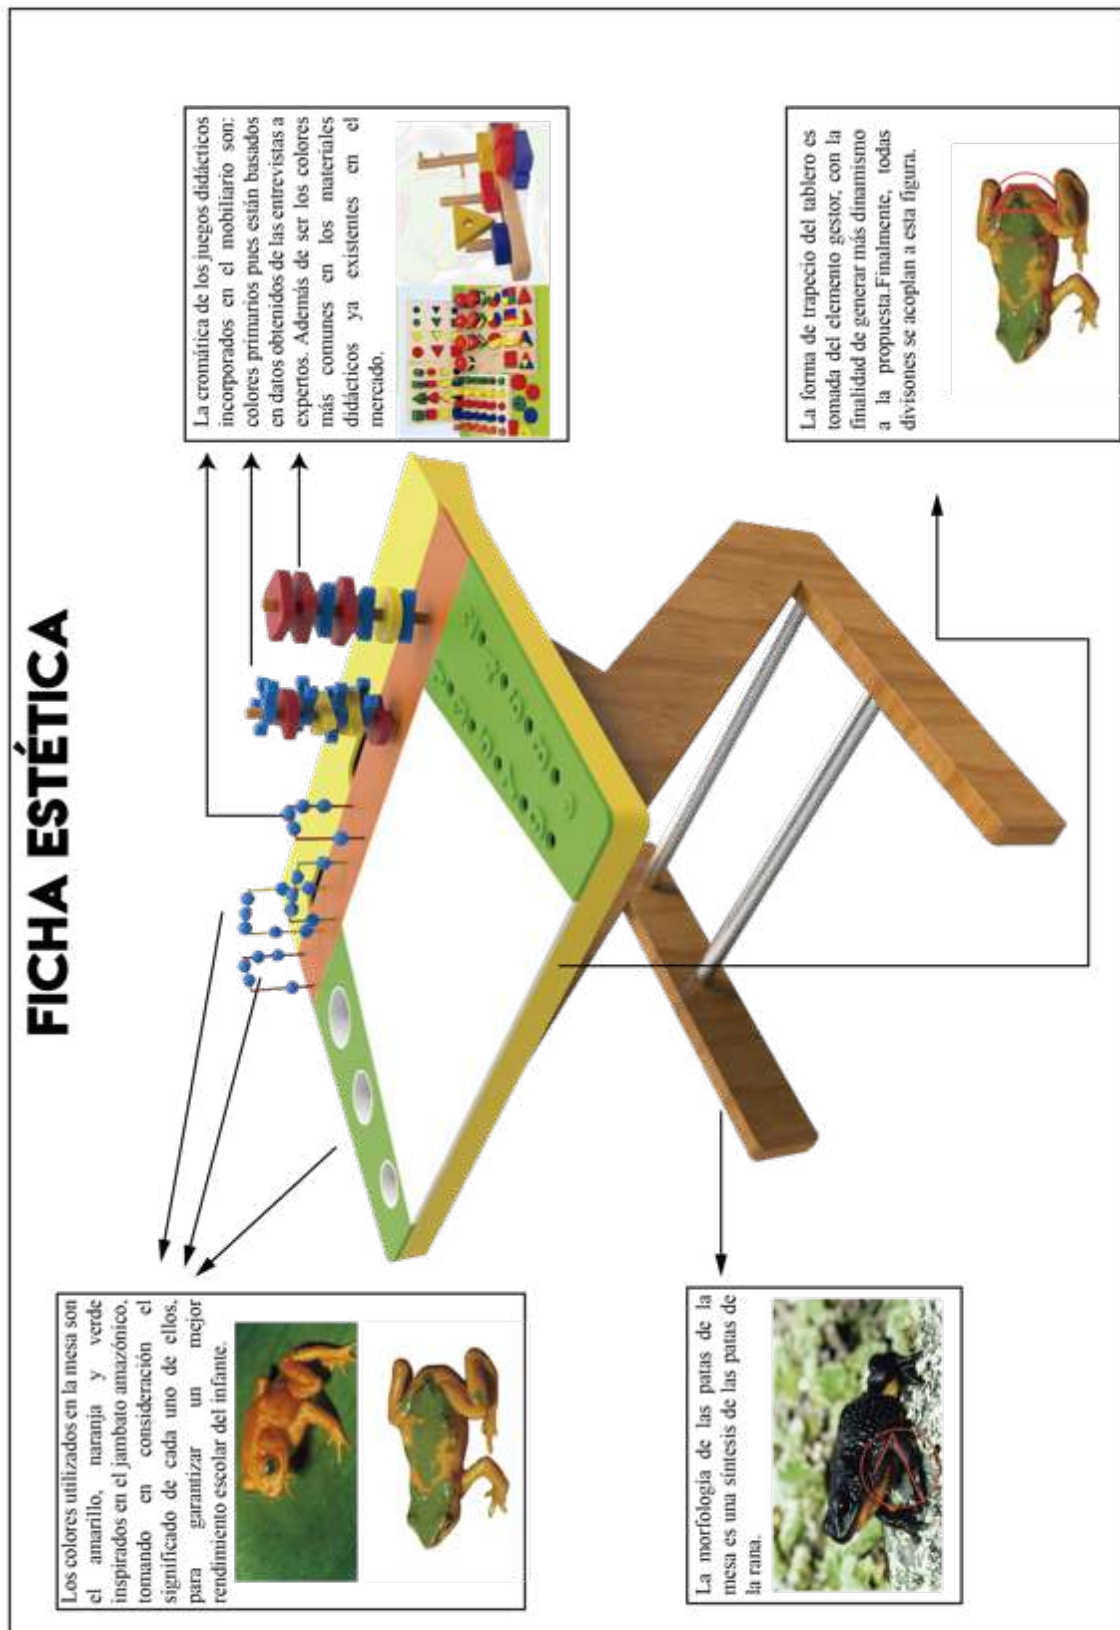 FICHA ESTÉTICA
Los colores utilizados en la mesa son
el amarillo, naranja y verde
inspirados en el jambato amazónico,
tomando en consideración el
significado de cada uno de ellos,
para garantizar un mejor
rendimiento escolar del infante.
La cromática de los juegos didácticos
incorporados en el mobiliario son:
colores primarios pues están basados
en datos obtenidos de las entrevistas a
expertos. Además de ser los colores
más comunes en los materiales
didácticos ya existentes en el
mercado.
La morfología de las patas de la
mesa es una síntesis de las patas de
la rana.
La forma de trapecio del tablero es
tomada del elemento gestor, con la
finalidad de generar más dinamismo
a la propuesta.Finalmente, todas
divisones se acoplan a esta figura.